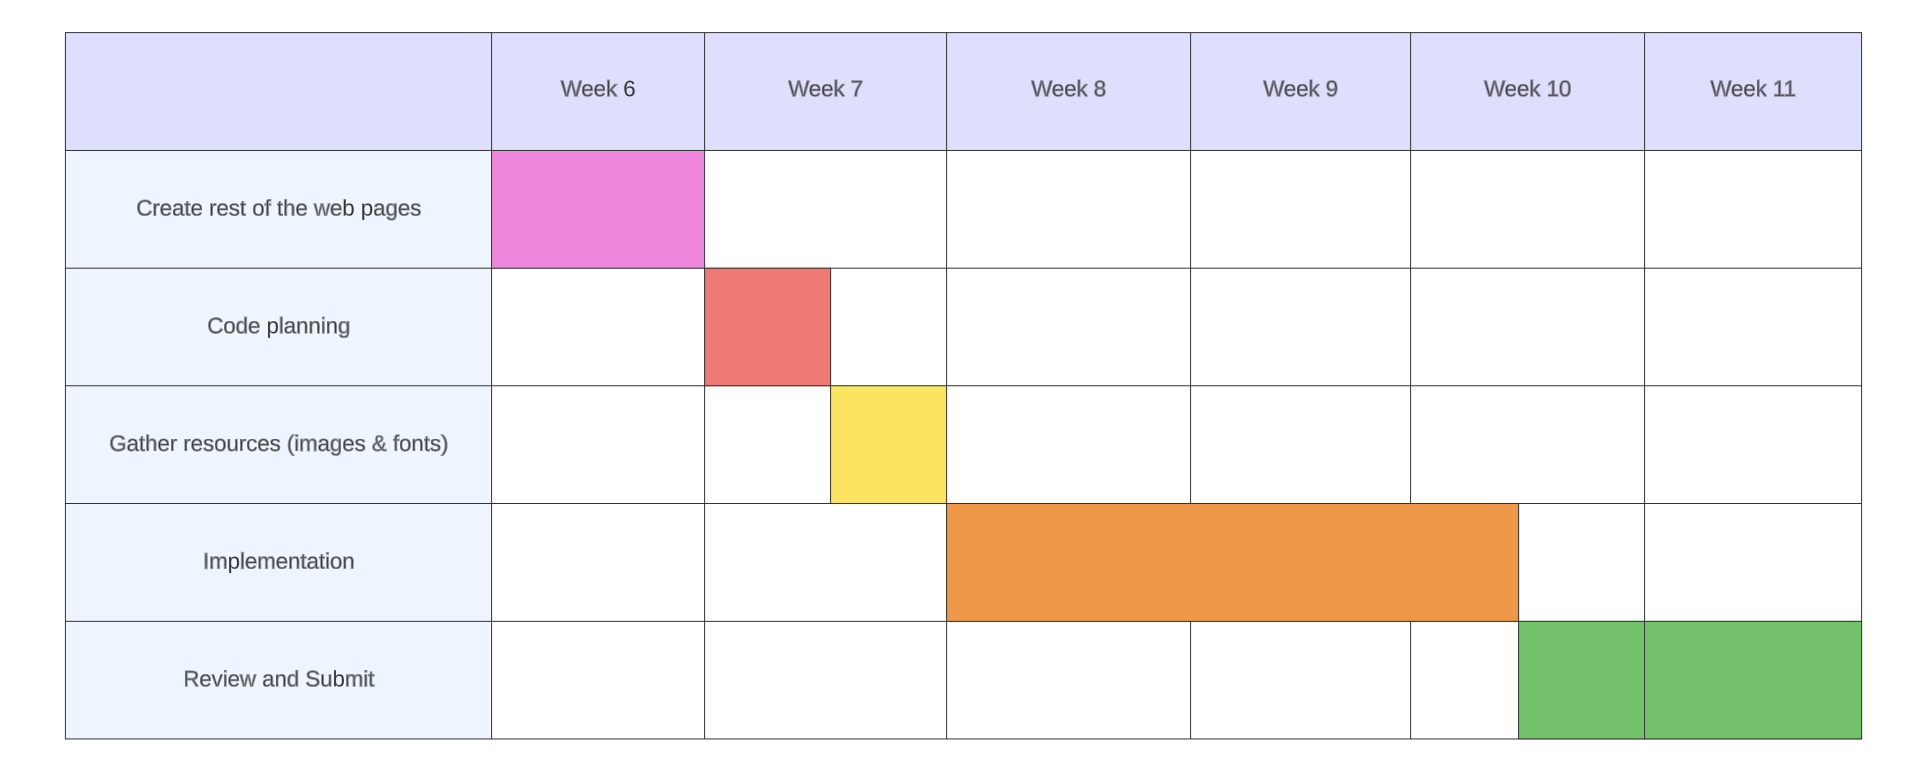 Week 6
Week 7
Week 8
Week 9
Week 10
Week 11
Create rest of the web pages
Code planning
Gather resources (images & fonts)
Implementation
Review and Submit